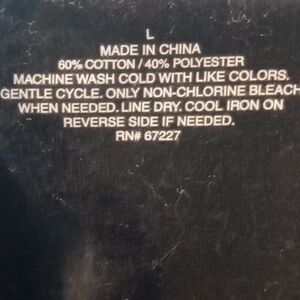 L
MADE IN CHINA
60% COTTON / 40% POLYESTER
MACHINE WASH COLD WITH LIKE COLORS.
GENTLE CYCLE. ONLY NON-CHLORINE BLEACH
WHEN NEEDED. LINE DRY. COOL IRON ON
REVERSE SIDE IF NEEDED.
RN# 67227